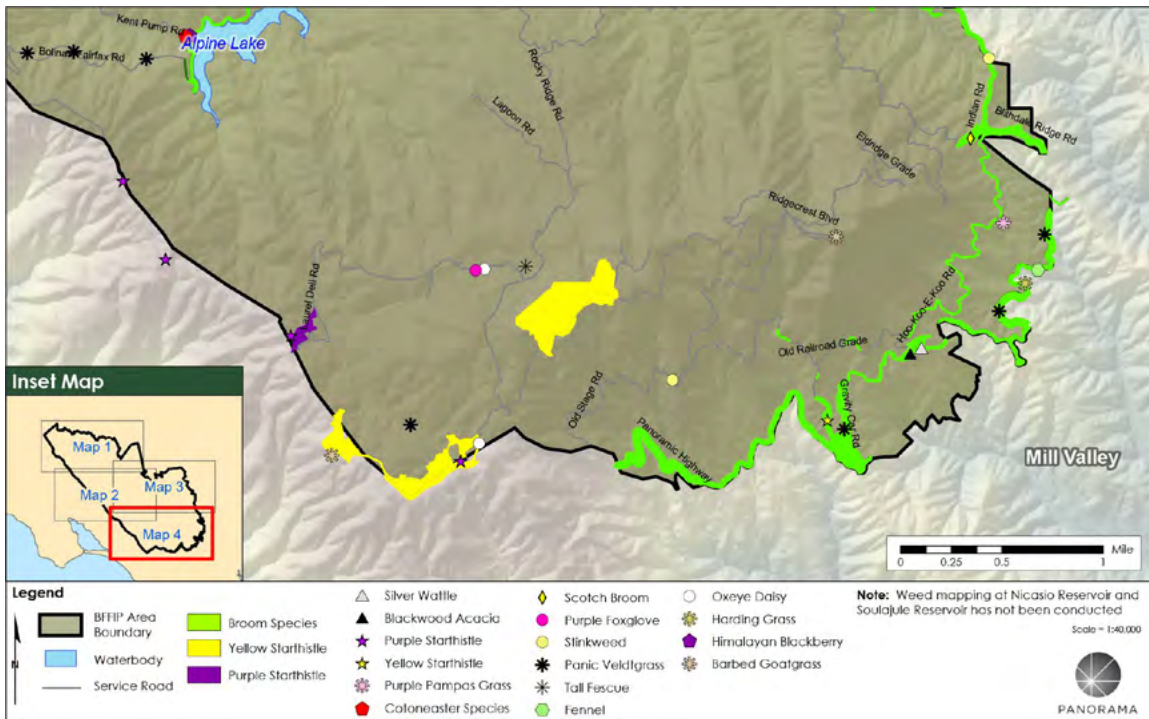 Kent Pump Rd
Alpine Lake
Bolinas Fairfax Rd
Rocky Ridge Rd
Lagoon Rd
Indian Rd
Blithdale Ridge Rd
Eldridge Grade
Ridgecrest Blvd
Laurel Dell Rd
Hoo-Koo-E-Koo Rd
Old Railroad Grade
Old Stage Rd
Panoramic Highway
Gravity Car Rd
Mill Valley
Inset Map
Map 1
Map 2
Map 3
Map 4
0 0.25 0.5 1 Mile
Legend
BFFIP Area
Boundary
Waterbody
Service Road
N
Broom Species
Yellow Starthistle
Purple Starthistle
Silver Wattle
Blackwood Acacia
Purple Starthistle
Yellow Starthistle
Purple Pampas Grass
Cotoneaster Species
Scotch Broom
Purple Foxglove
Stinkweed
Panic Veldtgrass
Tall Fescue
Fennel
Oxeye Daisy
Harding Grass
Himalayan Blackberry
Barbed Goatgrass
Note: Weed mapping at Nicasio Reservoir and
Soulajule Reservoir has not been conducted
Scale = 1:40,000
PANORAMA